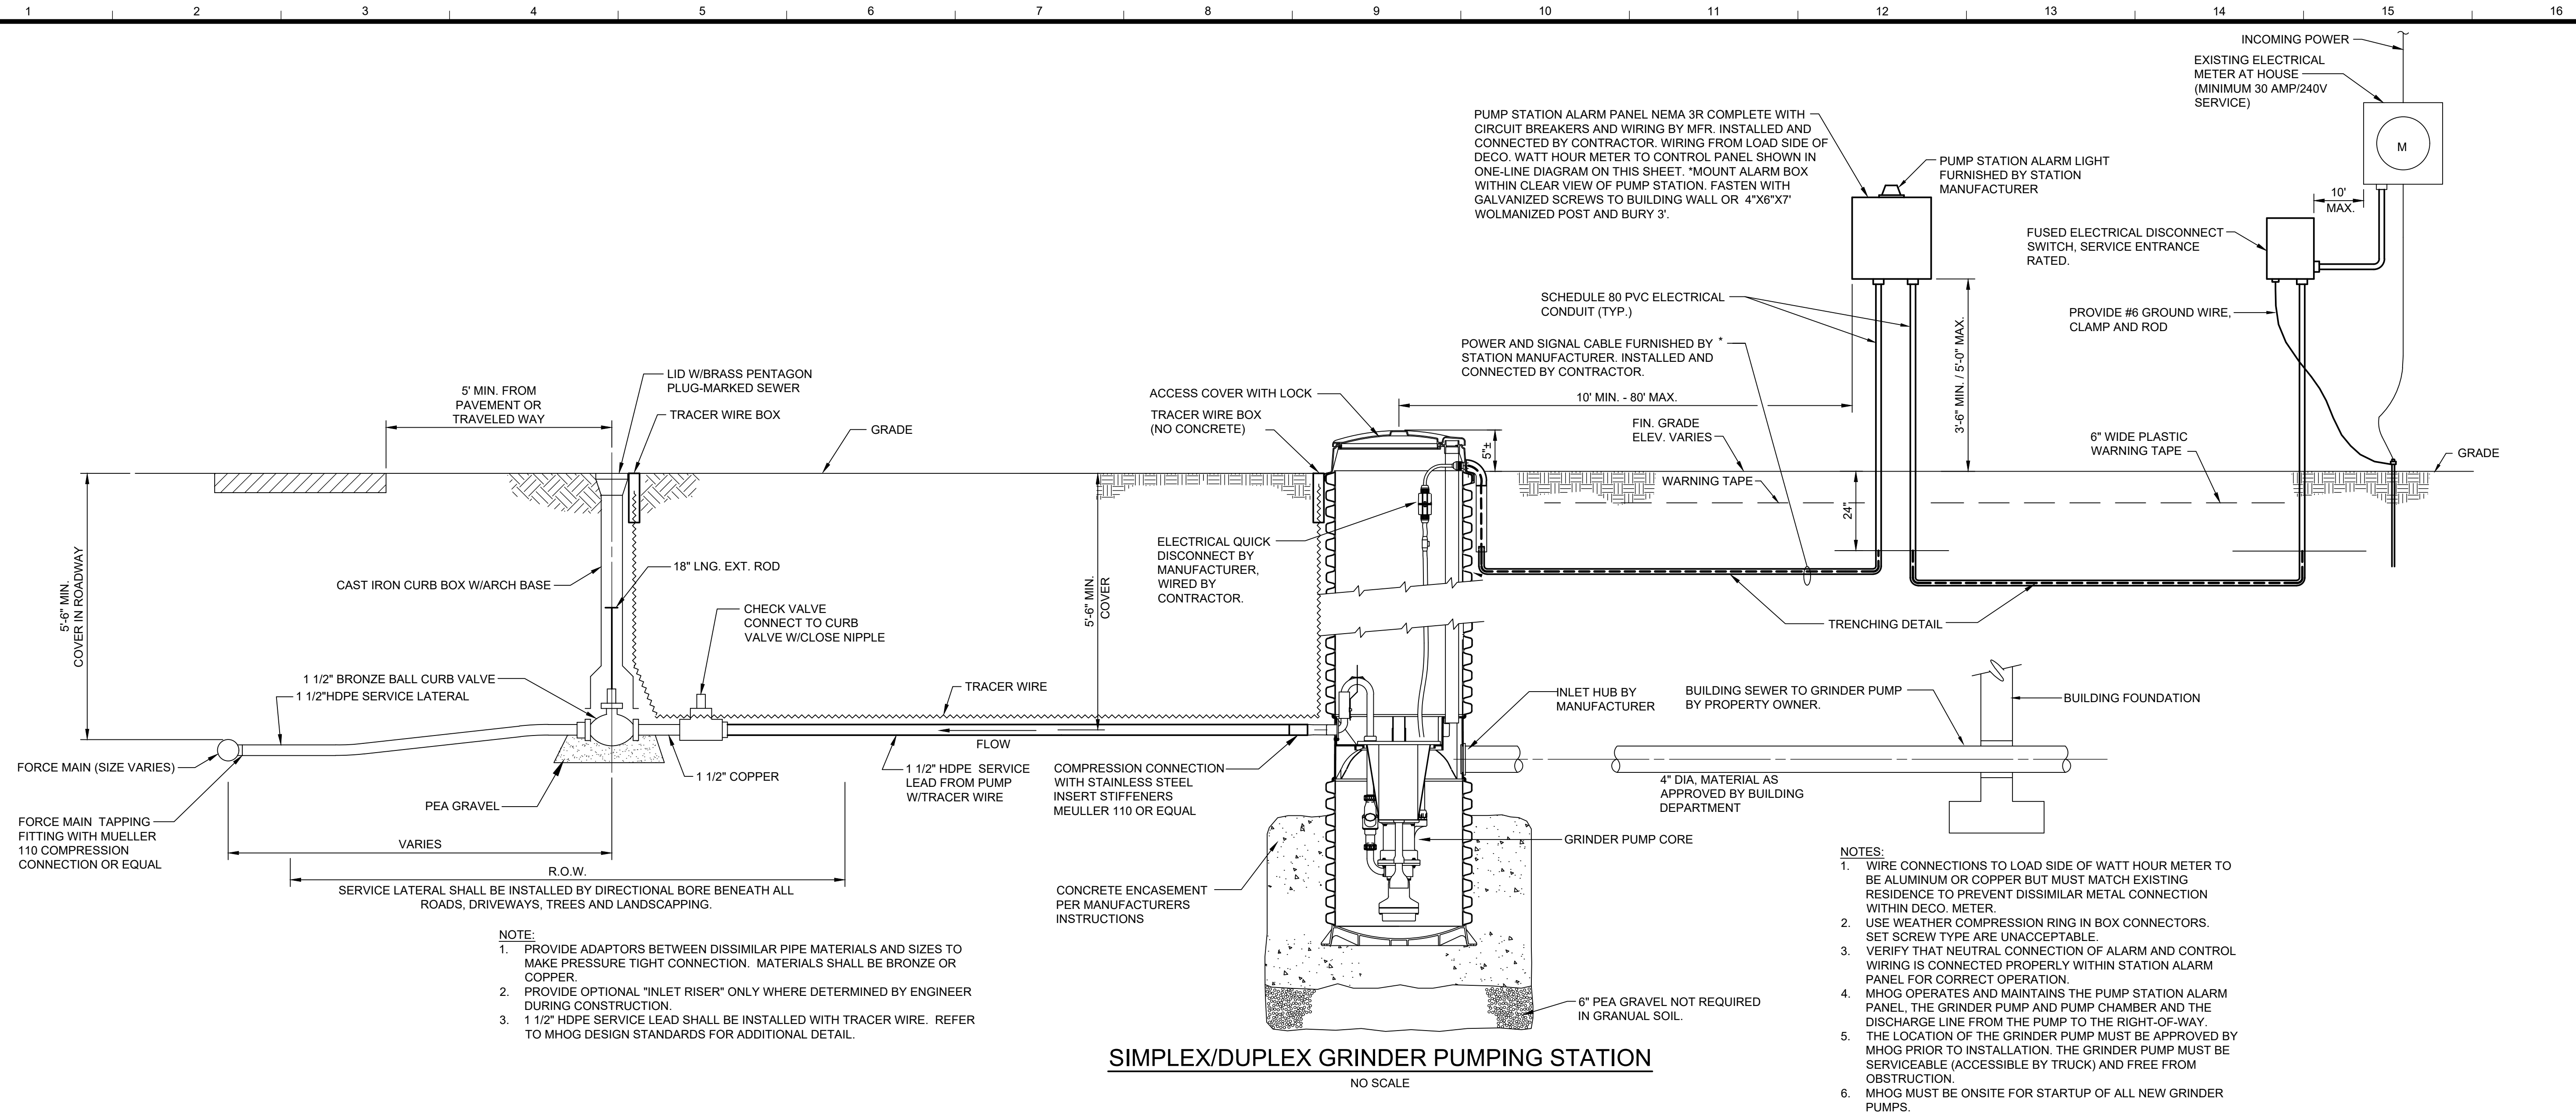 1 2 3 4 5 6 7 8 9 10 11 12 13 14 15 16
INCOMING POWER
EXISTING ELECTRICAL
METER AT HOUSE
(MINIMUM 30 AMP/240V
SERVICE)
M
10'
MAX.
PUMP STATION ALARM PANEL NEMA 3R COMPLETE WITH
CIRCUIT BREAKERS AND WIRING BY MFR. INSTALLED AND
CONNECTED BY CONTRACTOR. WIRING FROM LOAD SIDE OF
DECO. WATT HOUR METER TO CONTROL PANEL SHOWN IN
ONE-LINE DIAGRAM ON THIS SHEET. *MOUNT ALARM BOX
WITHIN CLEAR VIEW OF PUMP STATION. FASTEN WITH
GALVANIZED SCREWS TO BUILDING WALL OR 4"X6"X7'
WOLMANIZED POST AND BURY 3'.
PUMP STATION ALARM LIGHT
FURNISHED BY STATION
MANUFACTURER
FUSED ELECTRICAL DISCONNECT
SWITCH, SERVICE ENTRANCE
RATED.
SCHEDULE 80 PVC ELECTRICAL
CONDUIT (TYP.)
PROVIDE #6 GROUND WIRE,
CLAMP AND ROD
POWER AND SIGNAL CABLE FURNISHED BY *
STATION MANUFACTURER. INSTALLED AND
CONNECTED BY CONTRACTOR.
3'-6" MIN. / 5'-0" MAX.
LID W/BRASS PENTAGON
PLUG-MARKED SEWER
5' MIN. FROM
PAVEMENT OR
TRAVELED WAY
TRACER WIRE BOX
GRADE
ACCESS COVER WITH LOCK
TRACER WIRE BOX
(NO CONCRETE)
10' MIN. - 80' MAX.
5"±
FIN. GRADE
ELEV. VARIES
6" WIDE PLASTIC
WARNING TAPE
GRADE
WARNING TAPE
24"
5'-6" MIN.
COVER IN ROADWAY
CAST IRON CURB BOX W/ARCH BASE
18" LNG. EXT. ROD
CHECK VALVE
CONNECT TO CURB
VALVE W/CLOSE NIPPLE
5'-6" MIN.
COVER
ELECTRICAL QUICK
DISCONNECT BY
MANUFACTURER,
WIRED BY
CONTRACTOR.
TRENCHING DETAIL
1 1/2" BRONZE BALL CURB VALVE
1 1/2"HDPE SERVICE LATERAL
TRACER WIRE
INLET HUB BY
MANUFACTURER
BUILDING SEWER TO GRINDER PUMP
BY PROPERTY OWNER.
BUILDING FOUNDATION
FLOW
FORCE MAIN (SIZE VARIES)
1 1/2" COPPER
1 1/2" HDPE SERVICE
LEAD FROM PUMP
W/TRACER WIRE
COMPRESSION CONNECTION
WITH STAINLESS STEEL
INSERT STIFFENERS
MEULLER 110 OR EQUAL
4" DIA, MATERIAL AS
APPROVED BY BUILDING
DEPARTMENT
PEA GRAVEL
FORCE MAIN TAPPING
FITTING WITH MUELLER
110 COMPRESSION
CONNECTION OR EQUAL
VARIES
R.O.W.
SERVICE LATERAL SHALL BE INSTALLED BY DIRECTIONAL BORE BENEATH ALL
ROADS, DRIVEWAYS, TREES AND LANDSCAPPING.
GRINDER PUMP CORE
CONCRETE ENCASEMENT
PER MANUFACTURERS
INSTRUCTIONS
6" PEA GRAVEL NOT REQUIRED
IN GRANUAL SOIL.
NOTE:
1. PROVIDE ADAPTORS BETWEEN DISSIMILAR PIPE MATERIALS AND SIZES TO
MAKE PRESSURE TIGHT CONNECTION. MATERIALS SHALL BE BRONZE OR
COPPER.
2. PROVIDE OPTIONAL "INLET RISER" ONLY WHERE DETERMINED BY ENGINEER
DURING CONSTRUCTION.
3. 1 1/2" HDPE SERVICE LEAD SHALL BE INSTALLED WITH TRACER WIRE. REFER
TO MHOG DESIGN STANDARDS FOR ADDITIONAL DETAIL.
SIMPLEX/DUPLEX GRINDER PUMPING STATION
NO SCALE
NOTES:
1. WIRE CONNECTIONS TO LOAD SIDE OF WATT HOUR METER TO
BE ALUMINUM OR COPPER BUT MUST MATCH EXISTING
RESIDENCE TO PREVENT DISSIMILAR METAL CONNECTION
WITHIN DECO. METER.
2. USE WEATHER COMPRESSION RING IN BOX CONNECTORS.
SET SCREW TYPE ARE UNACCEPTABLE.
3. VERIFY THAT NEUTRAL CONNECTION OF ALARM AND CONTROL
WIRING IS CONNECTED PROPERLY WITHIN STATION ALARM
PANEL FOR CORRECT OPERATION.
4. MHOG OPERATES AND MAINTAINS THE PUMP STATION ALARM
PANEL, THE GRINDER PUMP AND PUMP CHAMBER AND THE
DISCHARGE LINE FROM THE PUMP TO THE RIGHT-OF-WAY.
5. THE LOCATION OF THE GRINDER PUMP MUST BE APPROVED BY
MHOG PRIOR TO INSTALLATION. THE GRINDER PUMP MUST BE
SERVICEABLE (ACCESSIBLE BY TRUCK) AND FREE FROM
OBSTRUCTION.
6. MHOG MUST BE ONSITE FOR STARTUP OF ALL NEW GRINDER
PUMPS.